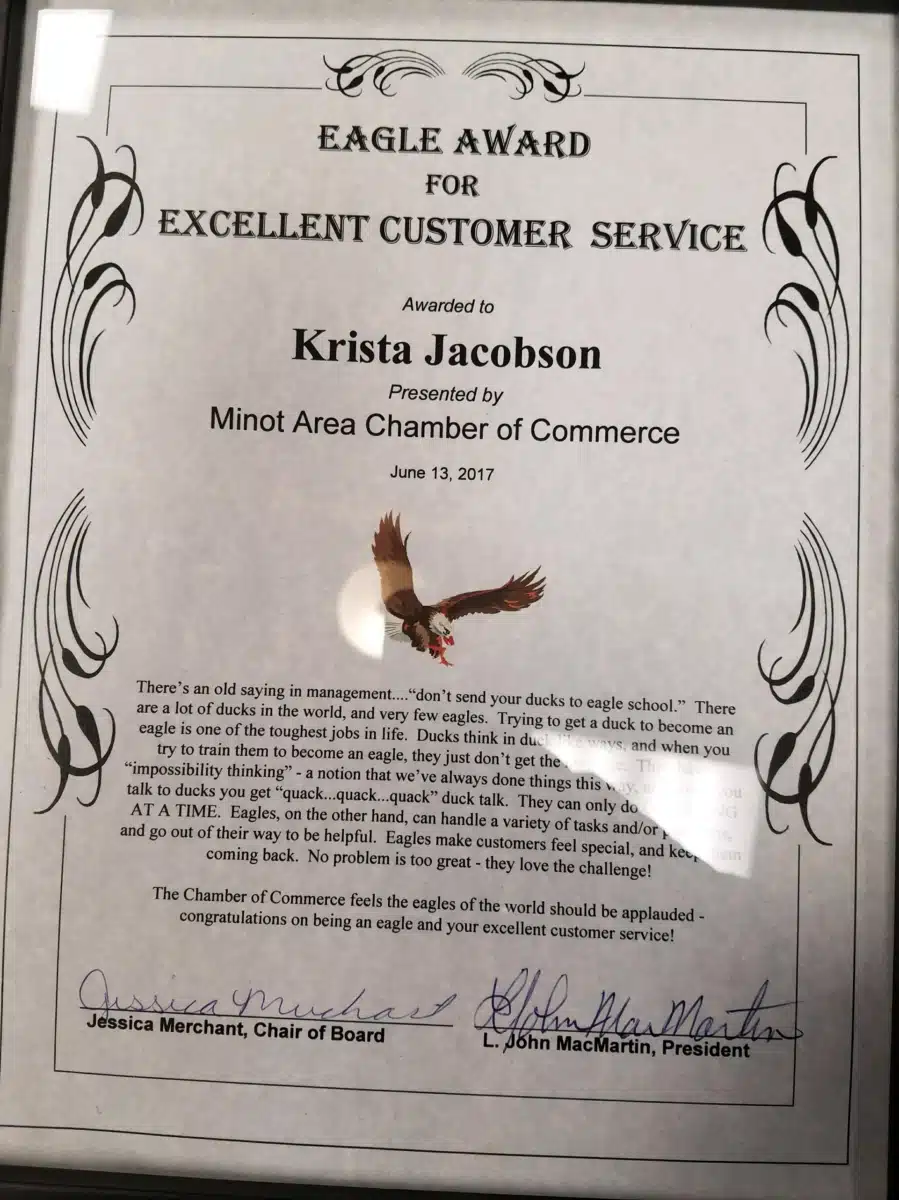 EAGLE AWARD
FOR
EXCELLENT CUSTOMER SERVICE
Awarded to
Krista Jacobson
Presented by
Minot Area Chamber of Commerce
June 13, 2017
There's an old saying in management....“don't send your ducks to eagle school.” There
are a lot of ducks in the world, and very few eagles. Trying to get a duck to become an
eagle is one of the toughest jobs in life. Ducks think in duck like ways, and when you
try to train them to become an eagle, they just don't get the
“impossibility thinking” - a notion that we've always done things this way, you
talk to ducks you get “quack...quack...quack” duck talk. They can only do
AT A TIME. Eagles, on the other hand, can handle a variety of tasks and/or
and go out of their way to be helpful. Eagles make customers feel special, and keep them
coming back. No problem is too great - they love the challenge!
The Chamber of Commerce feels the eagles of the world should be applauded -
congratulations on being an eagle and your excellent customer service!
Jessica Merchant L John MacMartin
Jessica Merchant, Chair of Board L. John MacMartin, President